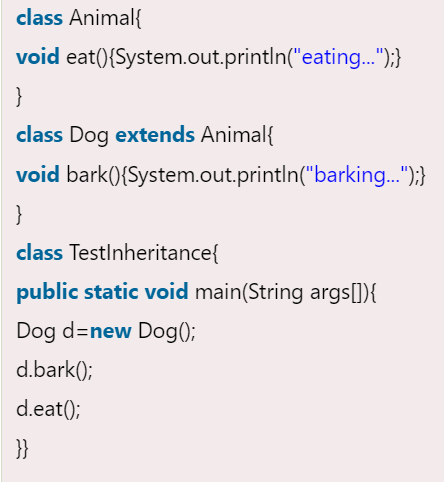 class Animal{
void eat(){System.out.println("eating...");}
}
class Dog extends Animal{
void bark(){System.out.println("barking...");}
}
class TestInheritance{
public static void main(String args[]){
Dog d=new Dog();
d.bark();
d.eat();
}}